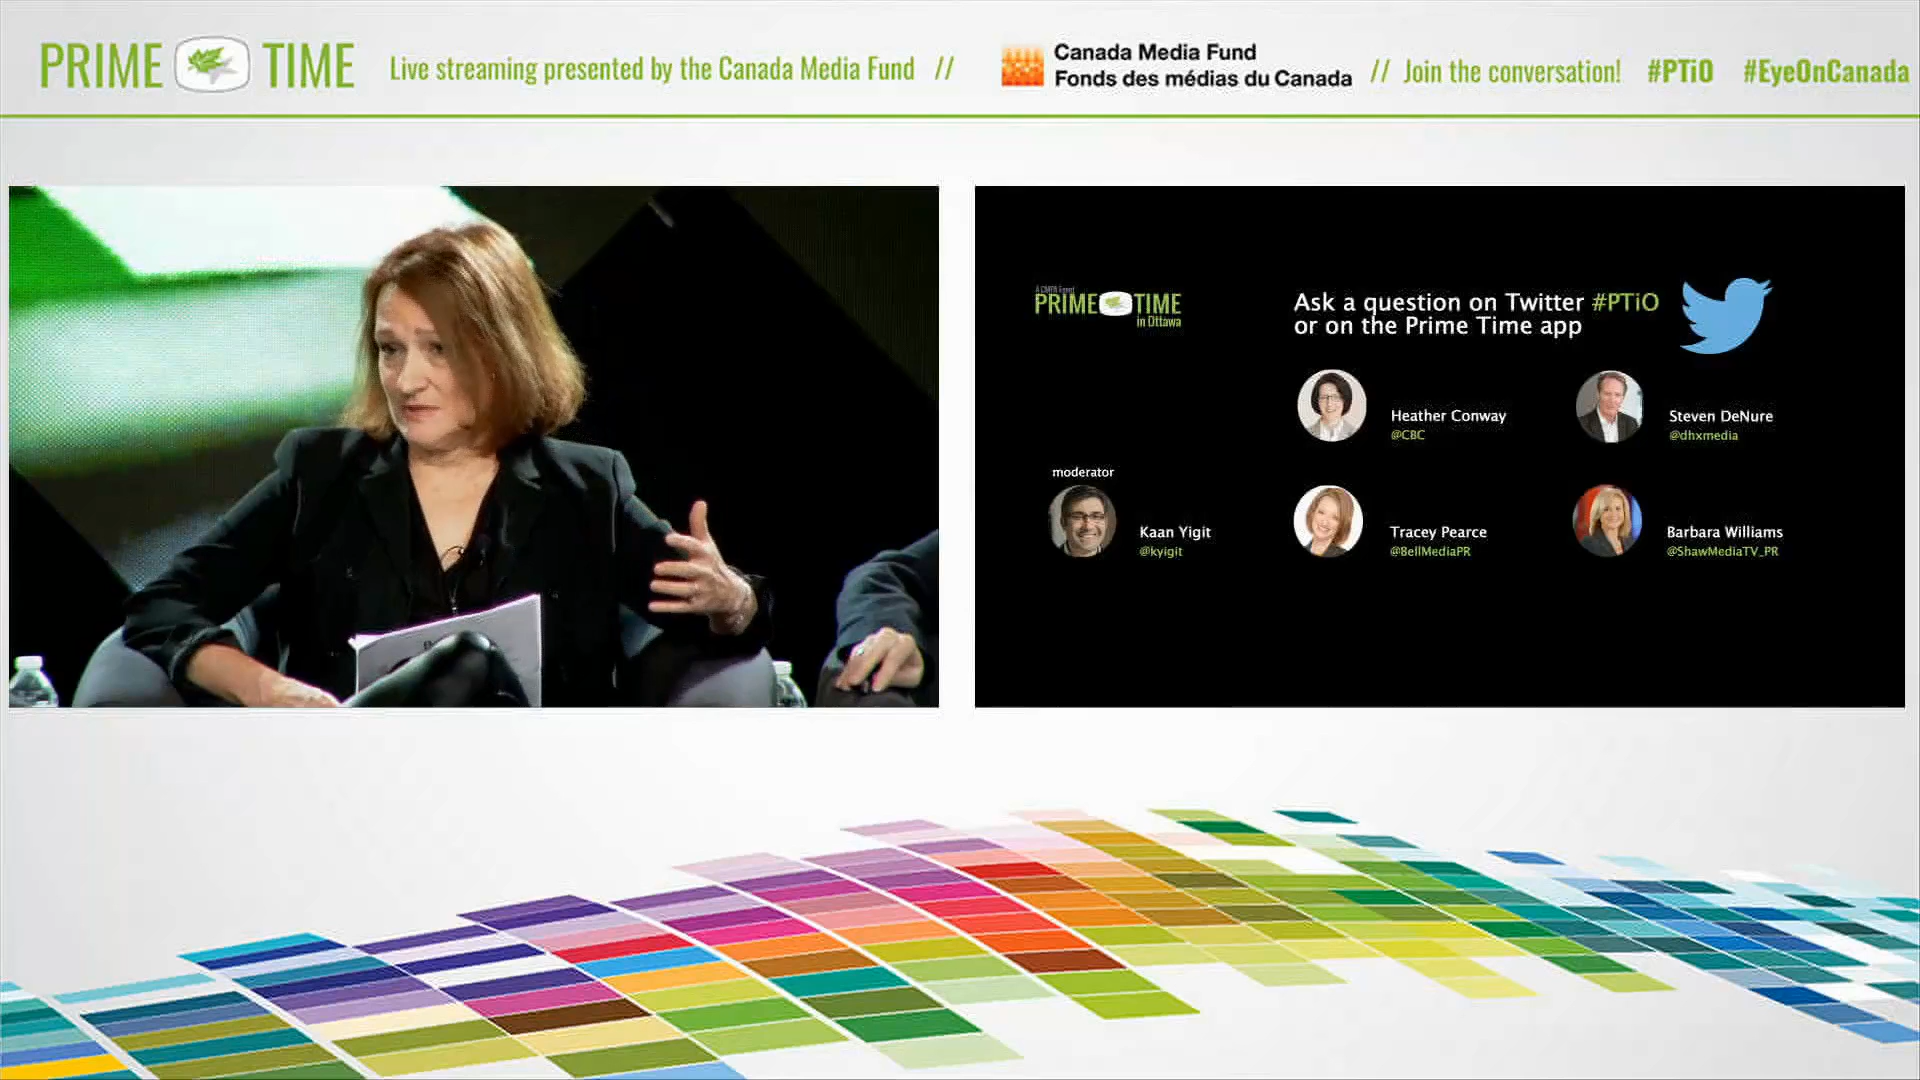 PRIME TIME
Live streaming presented by the Canada Media Fund //
Canada Media Fund
Fonds des médias du Canada
// Join the conversation! #PTiO #EyeOnCanada
A CMPA Event
PRIME TIME
in Ottawa
Ask a question on Twitter #PTiO
or on the Prime Time app
Heather Conway
@CBC
Steven DeNure
@dhxmedia
moderator
Kaan Yigit
@kyigit
Tracey Pearce
@BellMediaPR
Barbara Williams
@ShawMediaTV_PR